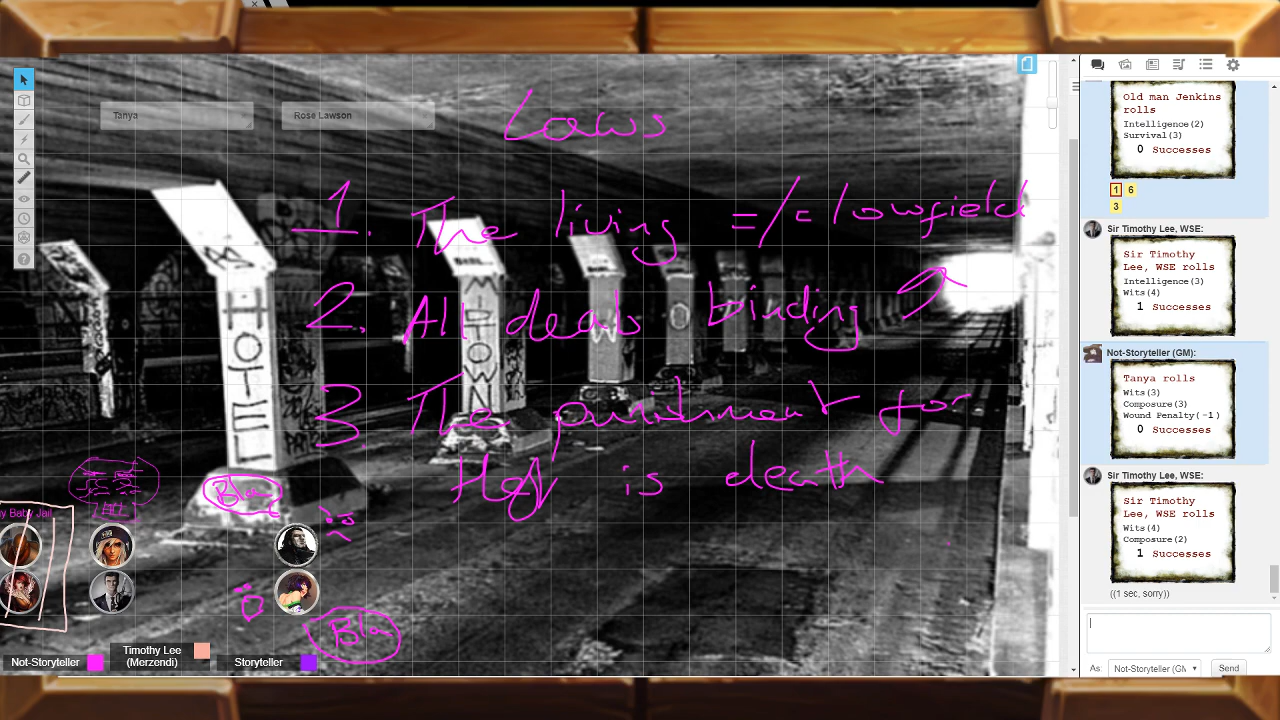 Tanya
Rose Lawson
Laws
1. The living =/= lowfield
2. All deals binding
3 The punishment for
is death
y Baby Jail
Bla
Bla
Not-Storyteller
Timothy Lee
(Merzendi)
Storyteller
Old man Jenkins
rolls
Intelligence(2)
Survival(3)
0 Successes
1 6
3
Sir Timothy Lee, WSE:
Sir Timothy
Lee, WSE rolls
Intelligence(3)
Wits(4)
1 Successes
Not-Storyteller (GM):
Tanya rolls
Wits(3)
Composure(3)
Wound Penalty(-1)
0 Successes
Sir Timothy Lee, WSE:
Sir Timothy
Lee, WSE rolls
Wits(4)
Composure(2)
1 Successes
((1 sec, sorry))
As: Not-Storyteller (GM Send